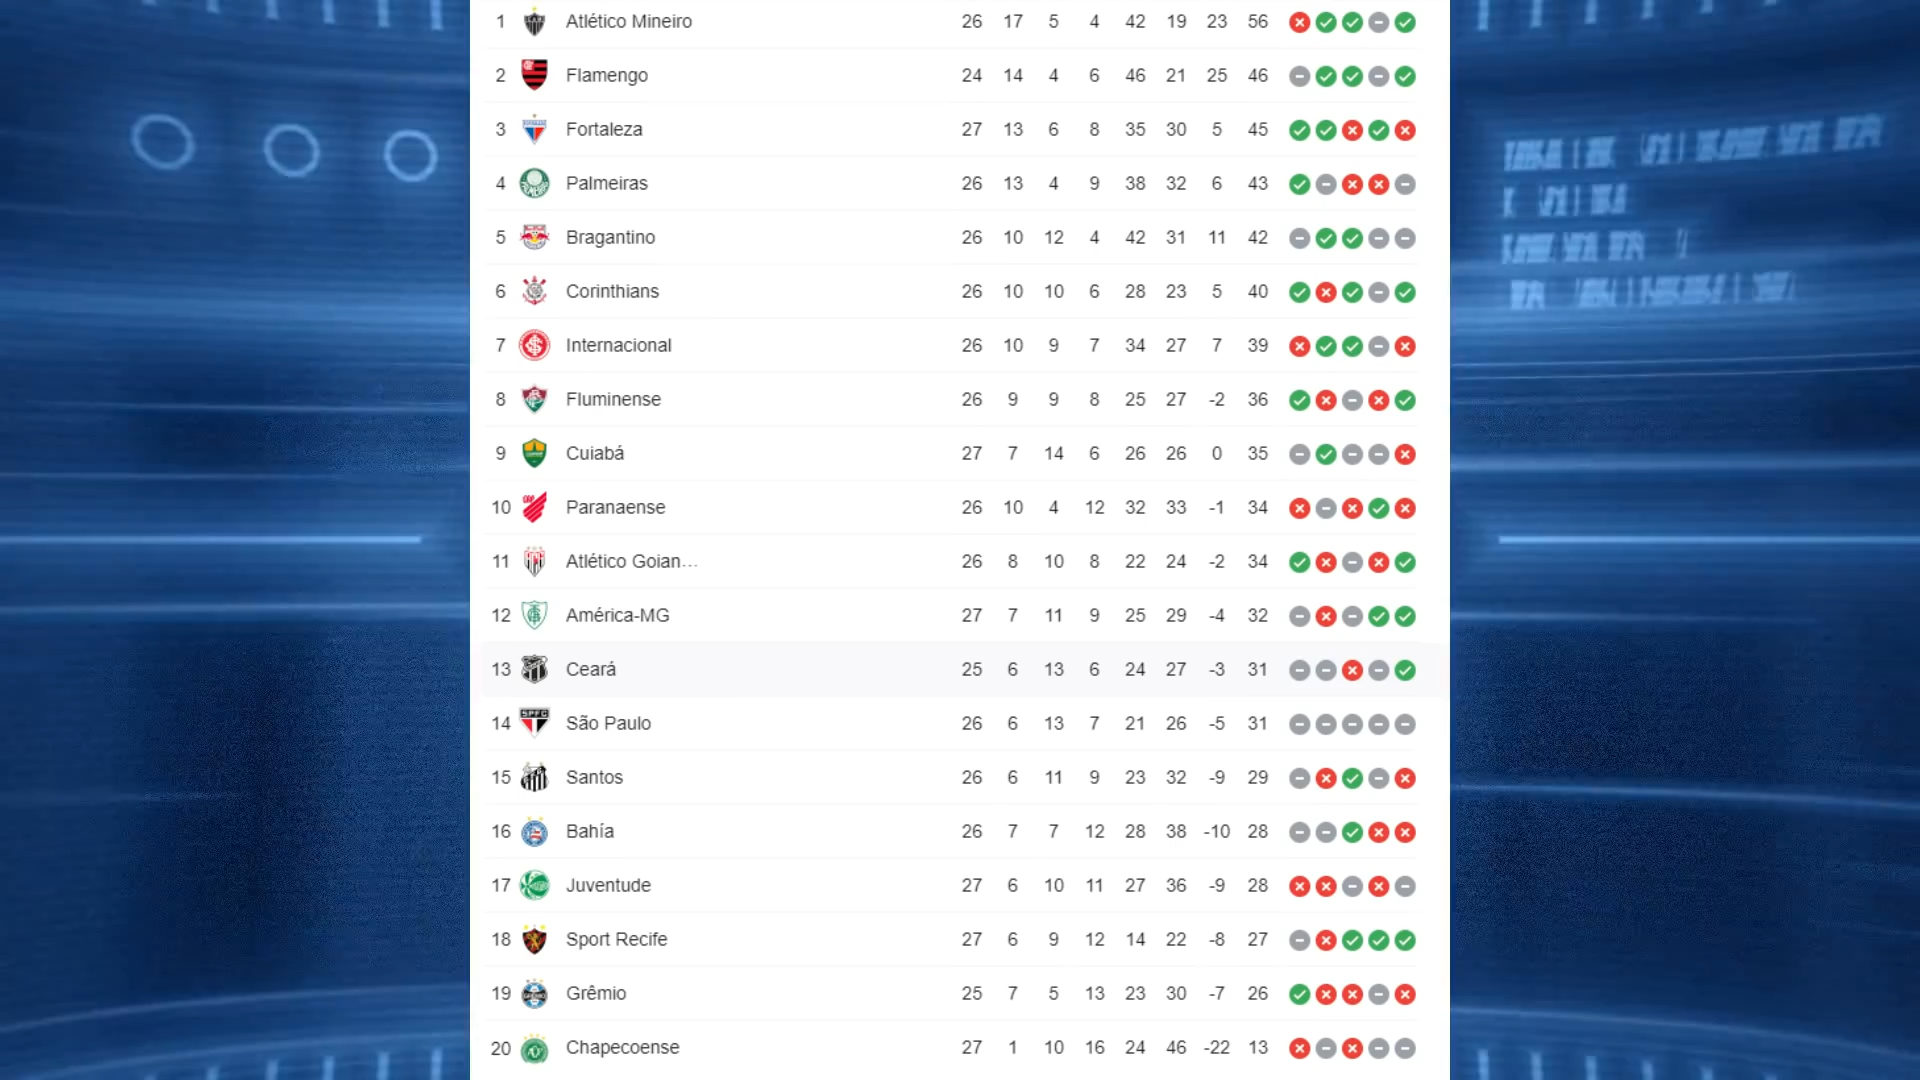 1 Atlético Mineiro 26 17 5 4 42 19 23 56
2 Flamengo 24 14 4 6 46 21 25 46
3 Fortaleza 27 13 6 8 35 30 5 45
4 Palmeiras 26 13 4 9 38 32 6 43
5 Bragantino 26 10 12 4 42 31 11 42
6 Corinthians 26 10 10 6 28 23 5 40
7 Internacional 26 10 9 7 34 27 7 39
8 Fluminense 26 9 9 8 25 27 -2 36
9 Cuiabá 27 7 14 6 26 26 0 35
10 Paranaense 26 10 4 12 32 33 -1 34
11 Atlético Goian... 26 8 10 8 22 24 -2 34
12 América-MG 27 7 11 9 25 29 -4 32
13 Ceará 25 6 13 6 24 27 -3 31
14 São Paulo 26 6 13 7 21 26 -5 31
15 Santos 26 6 11 9 23 32 -9 29
16 Bahía 26 7 7 12 28 38 -10 28
17 Juventude 27 6 10 11 27 36 -9 28
18 Sport Recife 27 6 9 12 14 22 -8 27
19 Grêmio 25 7 5 13 23 30 -7 26
20 Chapecoense 27 1 10 16 24 46 -22 13